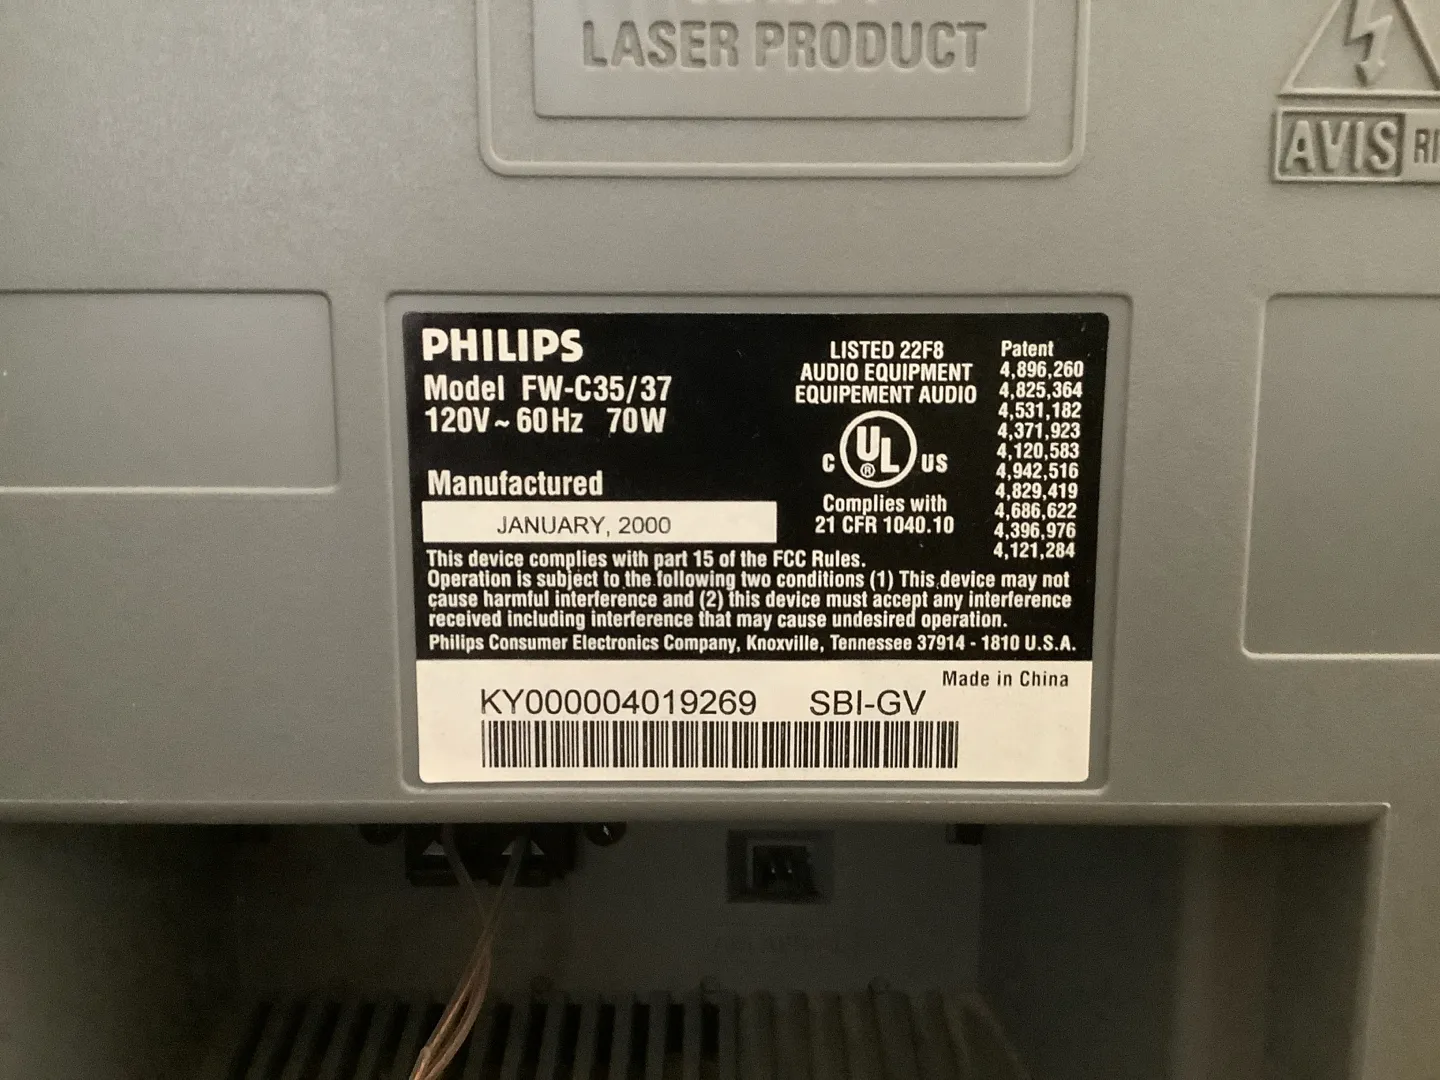 LASER PRODUCT
AVIS
PHILIPS
Model FW-C35/37
120V~60Hz 70W
Manufactured
JANUARY, 2000
LISTED 22F8
AUDIO EQUIPMENT
EQUIPEMENT AUDIO
C UL ® US
Complies with
21 CFR 1040.10
Patent
4,896,260
4,825,364
4,531,182
4,371,923
4,120,583
4,942,516
4,829,419
4,686,622
4,396,976
4,121,284
This device complies with part 15 of the FCC Rules.
Operation is subject to the following two conditions (1) This device may not
cause harmful interference and (2) this device must accept any interference
received including interference that may cause undesired operation.
Philips Consumer Electronics Company, Knoxville, Tennessee 37914 - 1810 U.S.A.
Made in China
KY000004019269 SBI-GV